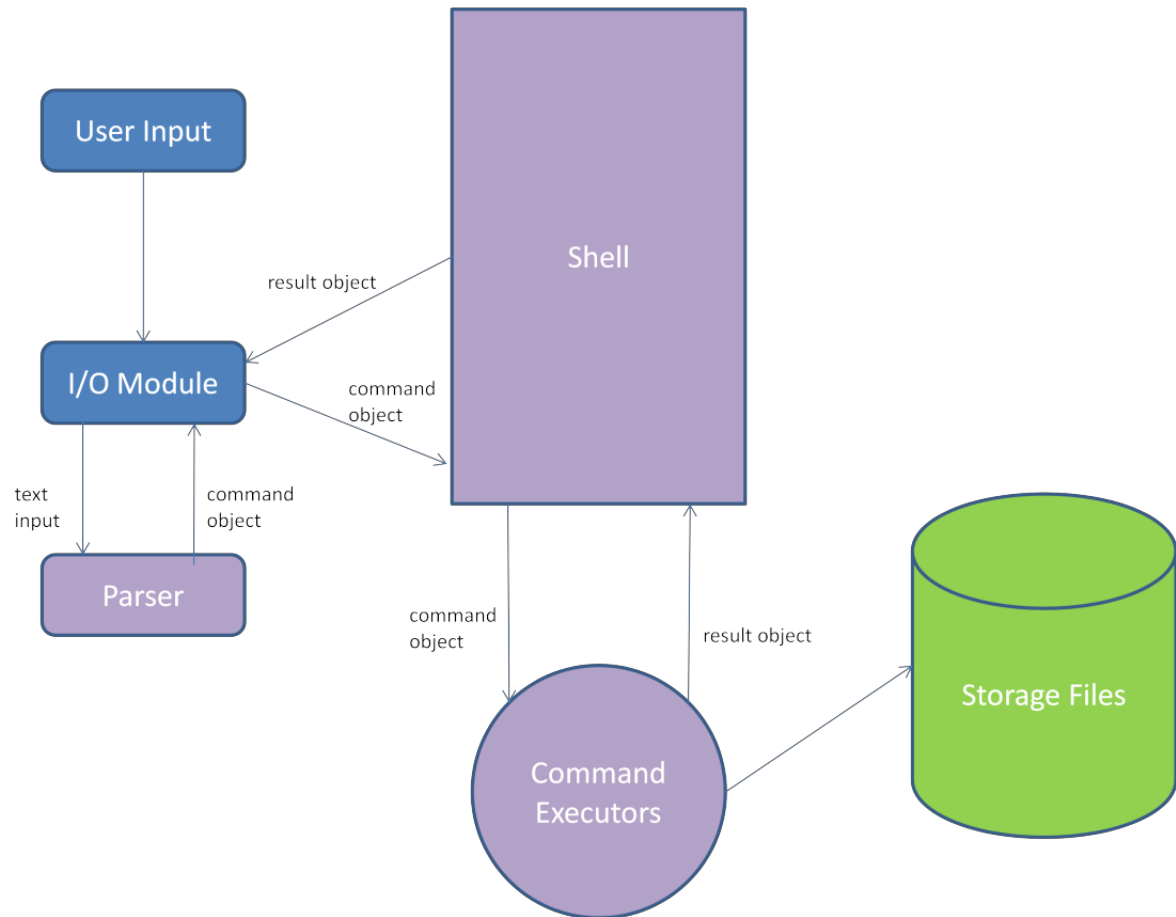 User Input
Shell
result object
I/O Module
command
object
text
input
command
object
Parser
command
object
result object
Storage Files
Command
Executors